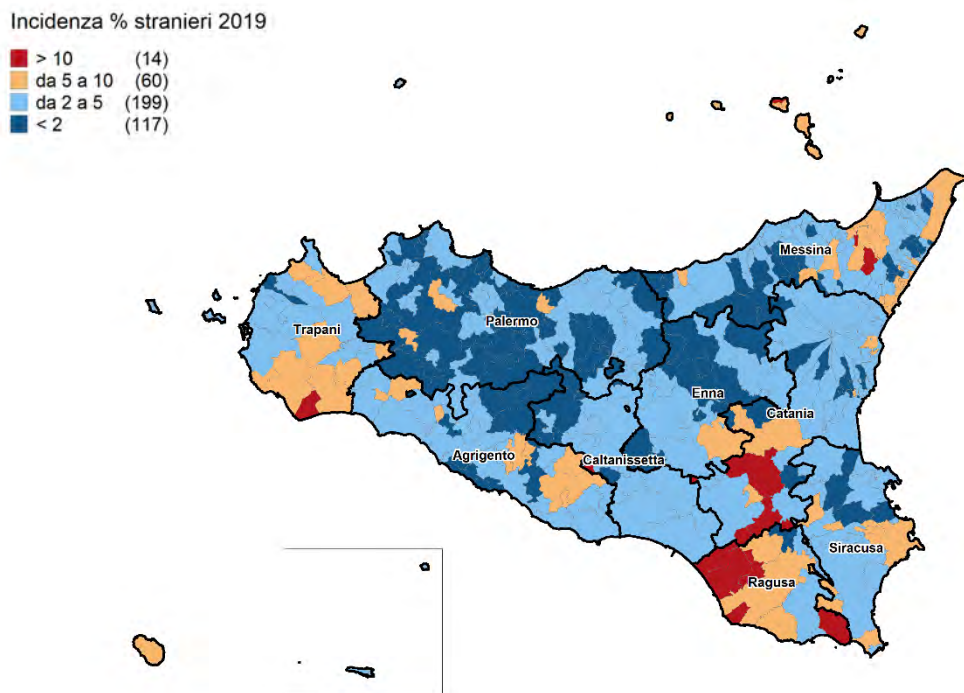 Incidenza % stranieri 2019
> 10 (14)
da 5 a 10 (60)
da 2 a 5 (199)
< 2 (117)
Messina
Trapani
Palermo
Enna
Catania
Agrigento
Caltanissetta
Siracusa
Ragusa